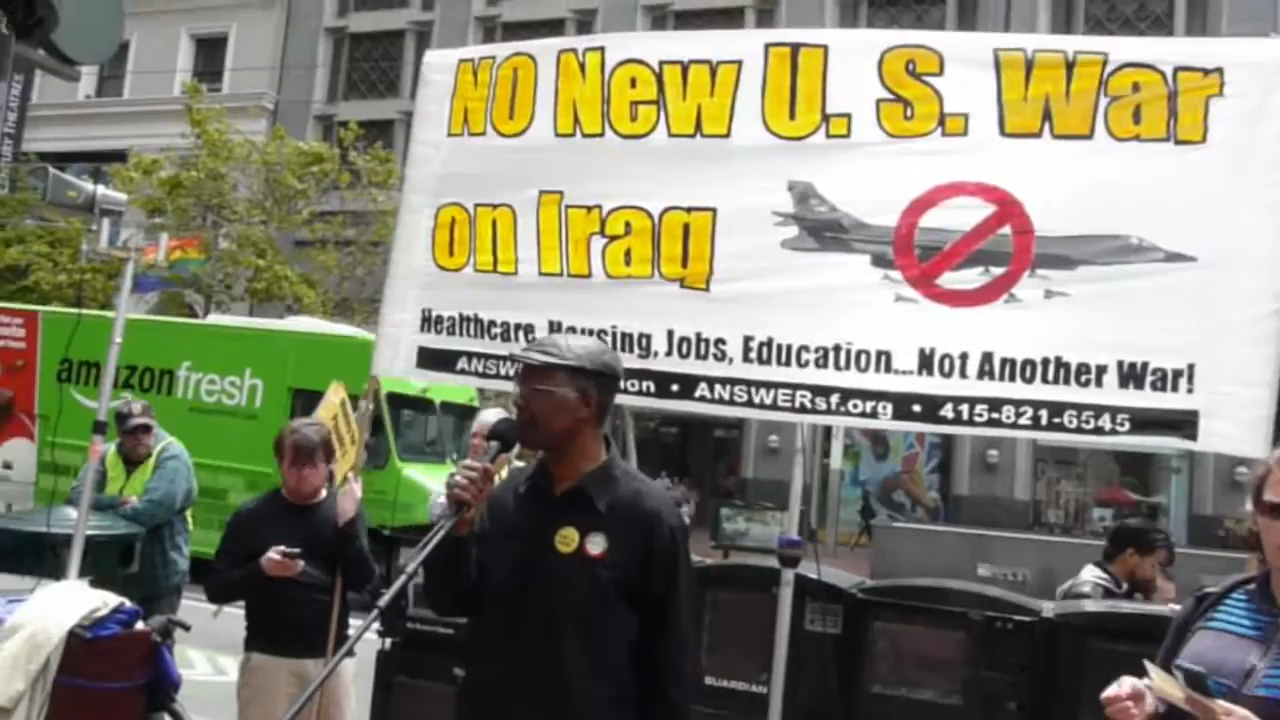 NO New U. S. War
on Iraq
Healthcare, Housing, Jobs, Education...Not Another War!
ANSWERsf.org • 415-821-6545
amazonfresh
GUARDIAN
THEATRE